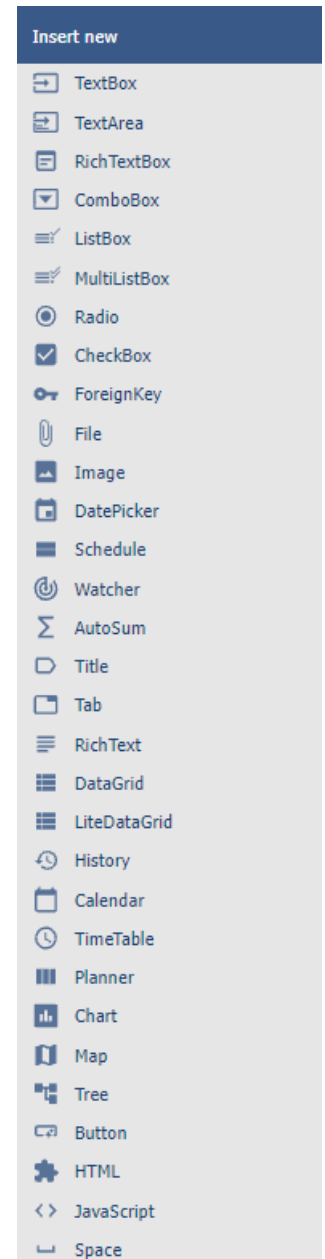 Insert new
TextBox
TextArea
RichTextBox
ComboBox
ListBox
MultiListBox
Radio
CheckBox
ForeignKey
File
Image
DatePicker
Schedule
Watcher
AutoSum
Title
Tab
RichText
DataGrid
LiteDataGrid
History
Calendar
TimeTable
Planner
Chart
Map
Tree
Button
HTML
JavaScript
Space